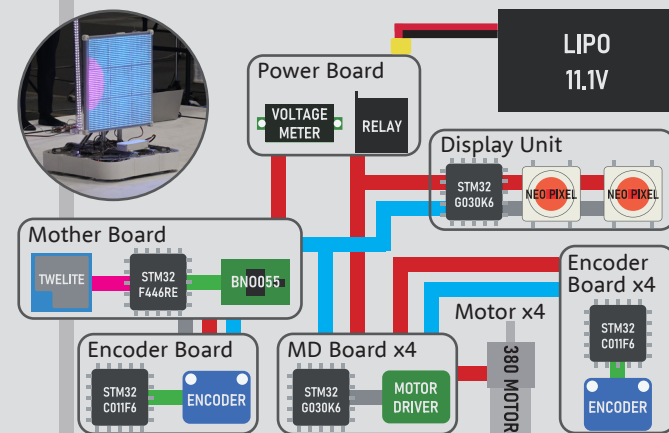 LIPO
11.1V
Power Board
VOLTAGE
METER
RELAY
Display Unit
STM32
G030K6
NEO PIXEL
NEO PIXEL
Mother Board
TWELITE
STM32
F446RE
BNO055
Encoder
Board x4
STM32
C011F6
ENCODER
Motor x4
380 MOTOR
Encoder Board
STM32
C011F6
ENCODER
MD Board x4
STM32
G030K6
MOTOR
DRIVER